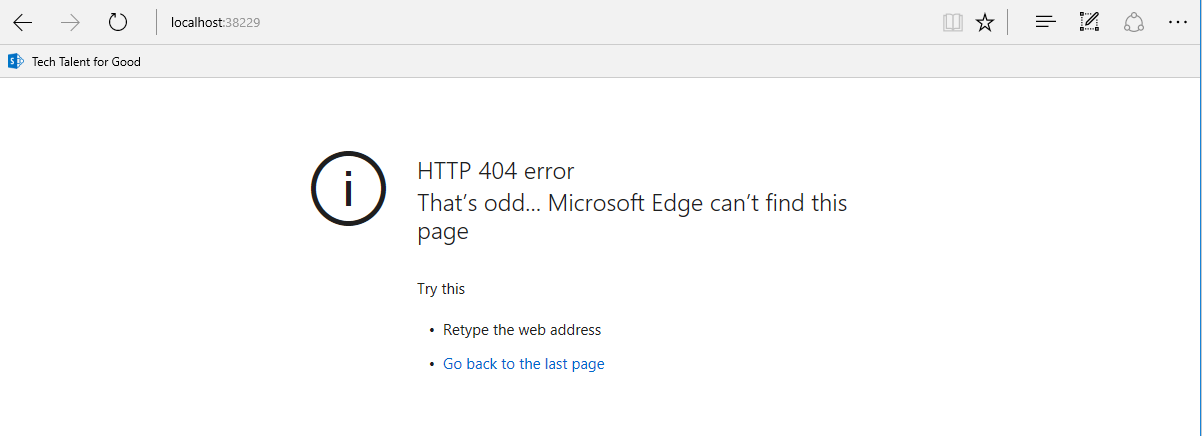 localhost:38229
Tech Talent for Good
i
HTTP 404 error
That's odd... Microsoft Edge can't find this
page
Try this
• Retype the web address
• Go back to the last page